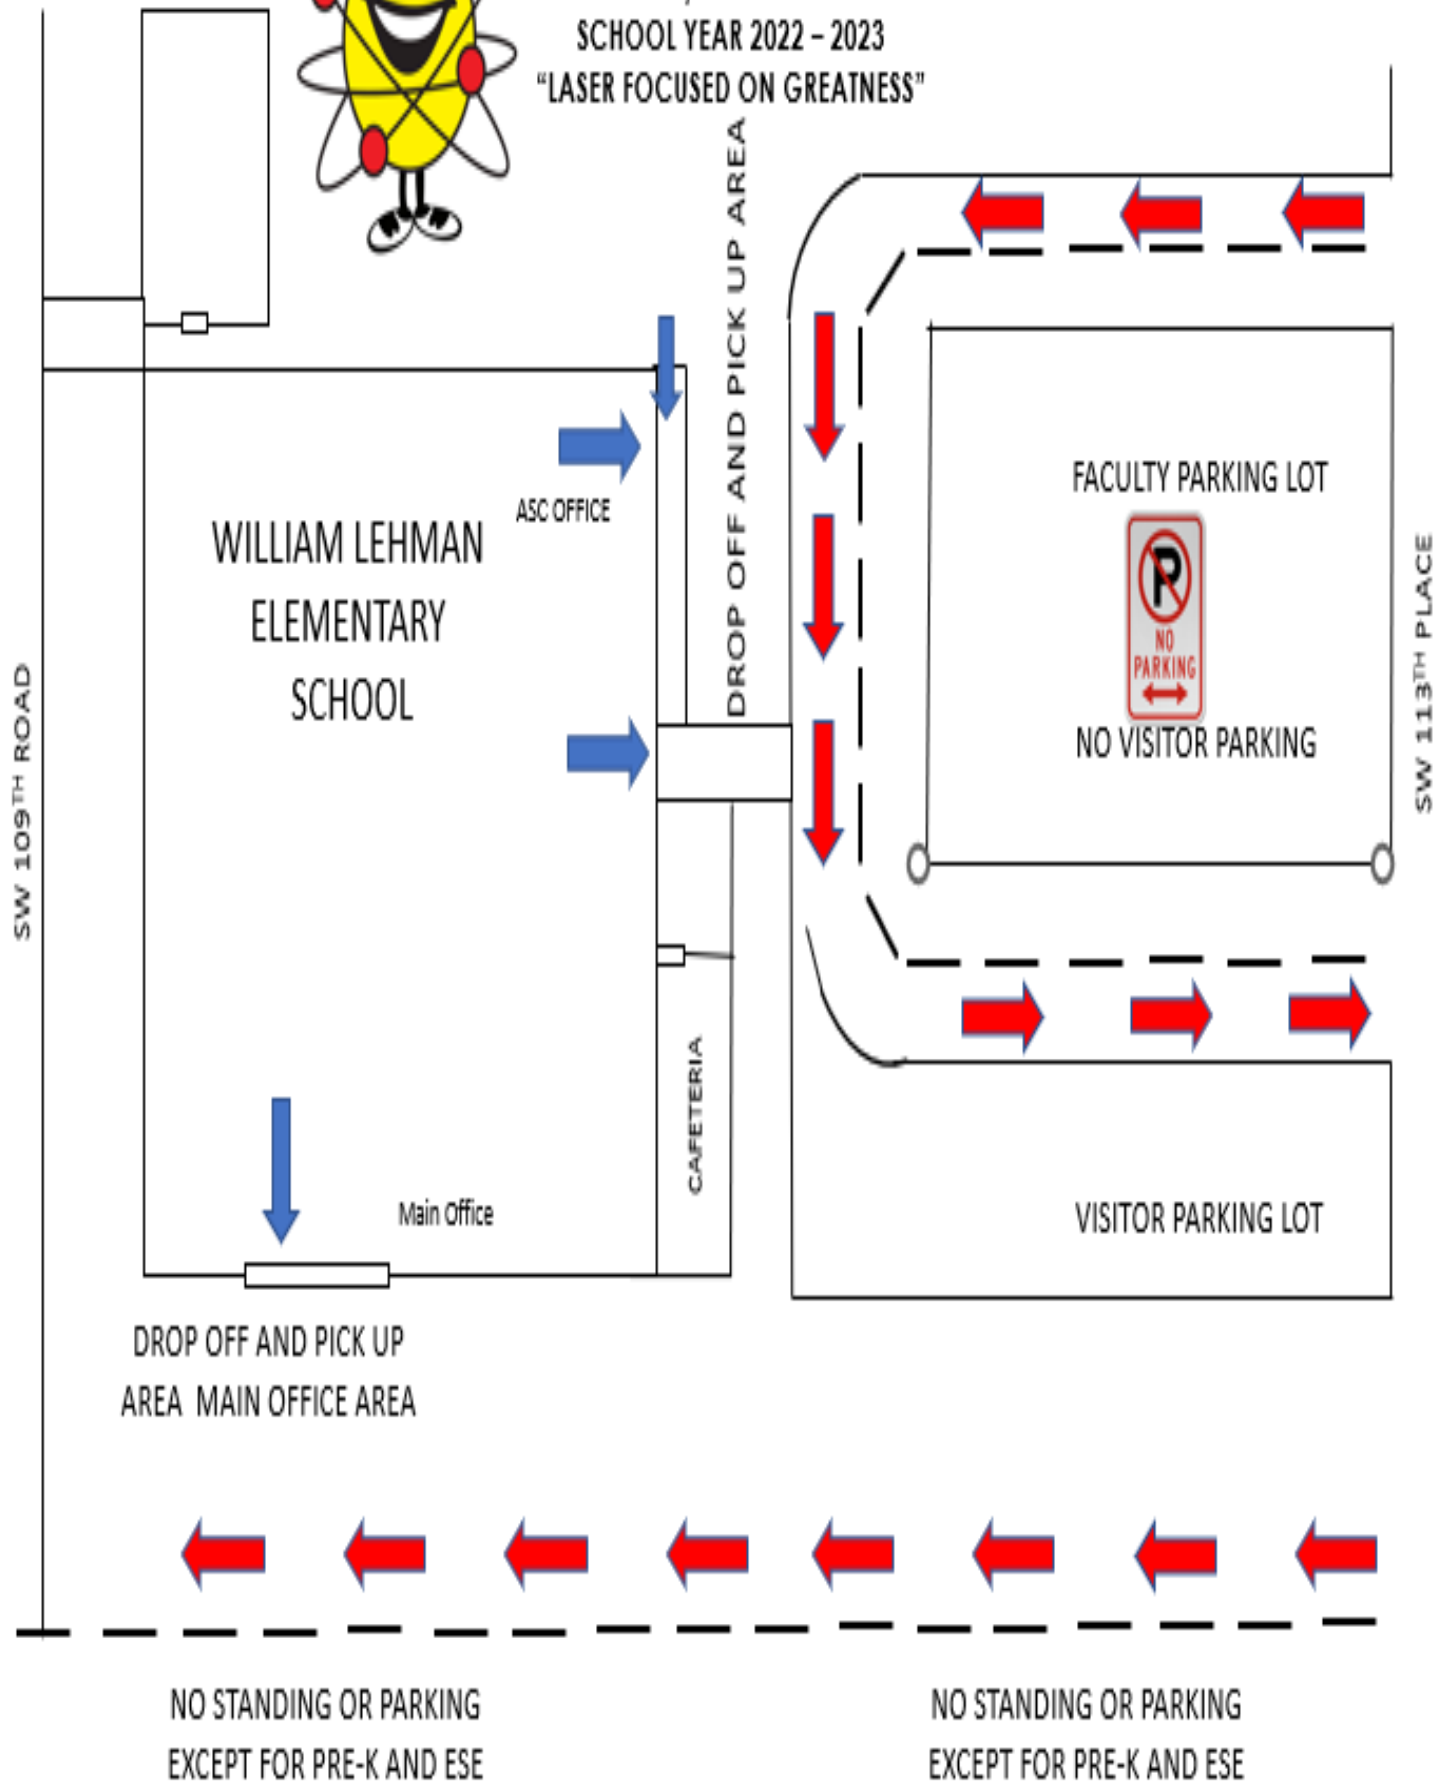 SCHOOL YEAR 2022 – 2023
“LASER FOCUSED ON GREATNESS”
DROP OFF AND PICK UP AREA
FACULTY PARKING LOT
P
NO
PARKING
NO VISITOR PARKING
SW 113TH PLACE
ASC OFFICE
WILLIAM LEHMAN
ELEMENTARY
SCHOOL
SW 109TH ROAD
CAFETERIA
Main Office
VISITOR PARKING LOT
DROP OFF AND PICK UP
AREA MAIN OFFICE AREA
NO STANDING OR PARKING
EXCEPT FOR PRE-K AND ESE
NO STANDING OR PARKING
EXCEPT FOR PRE-K AND ESE